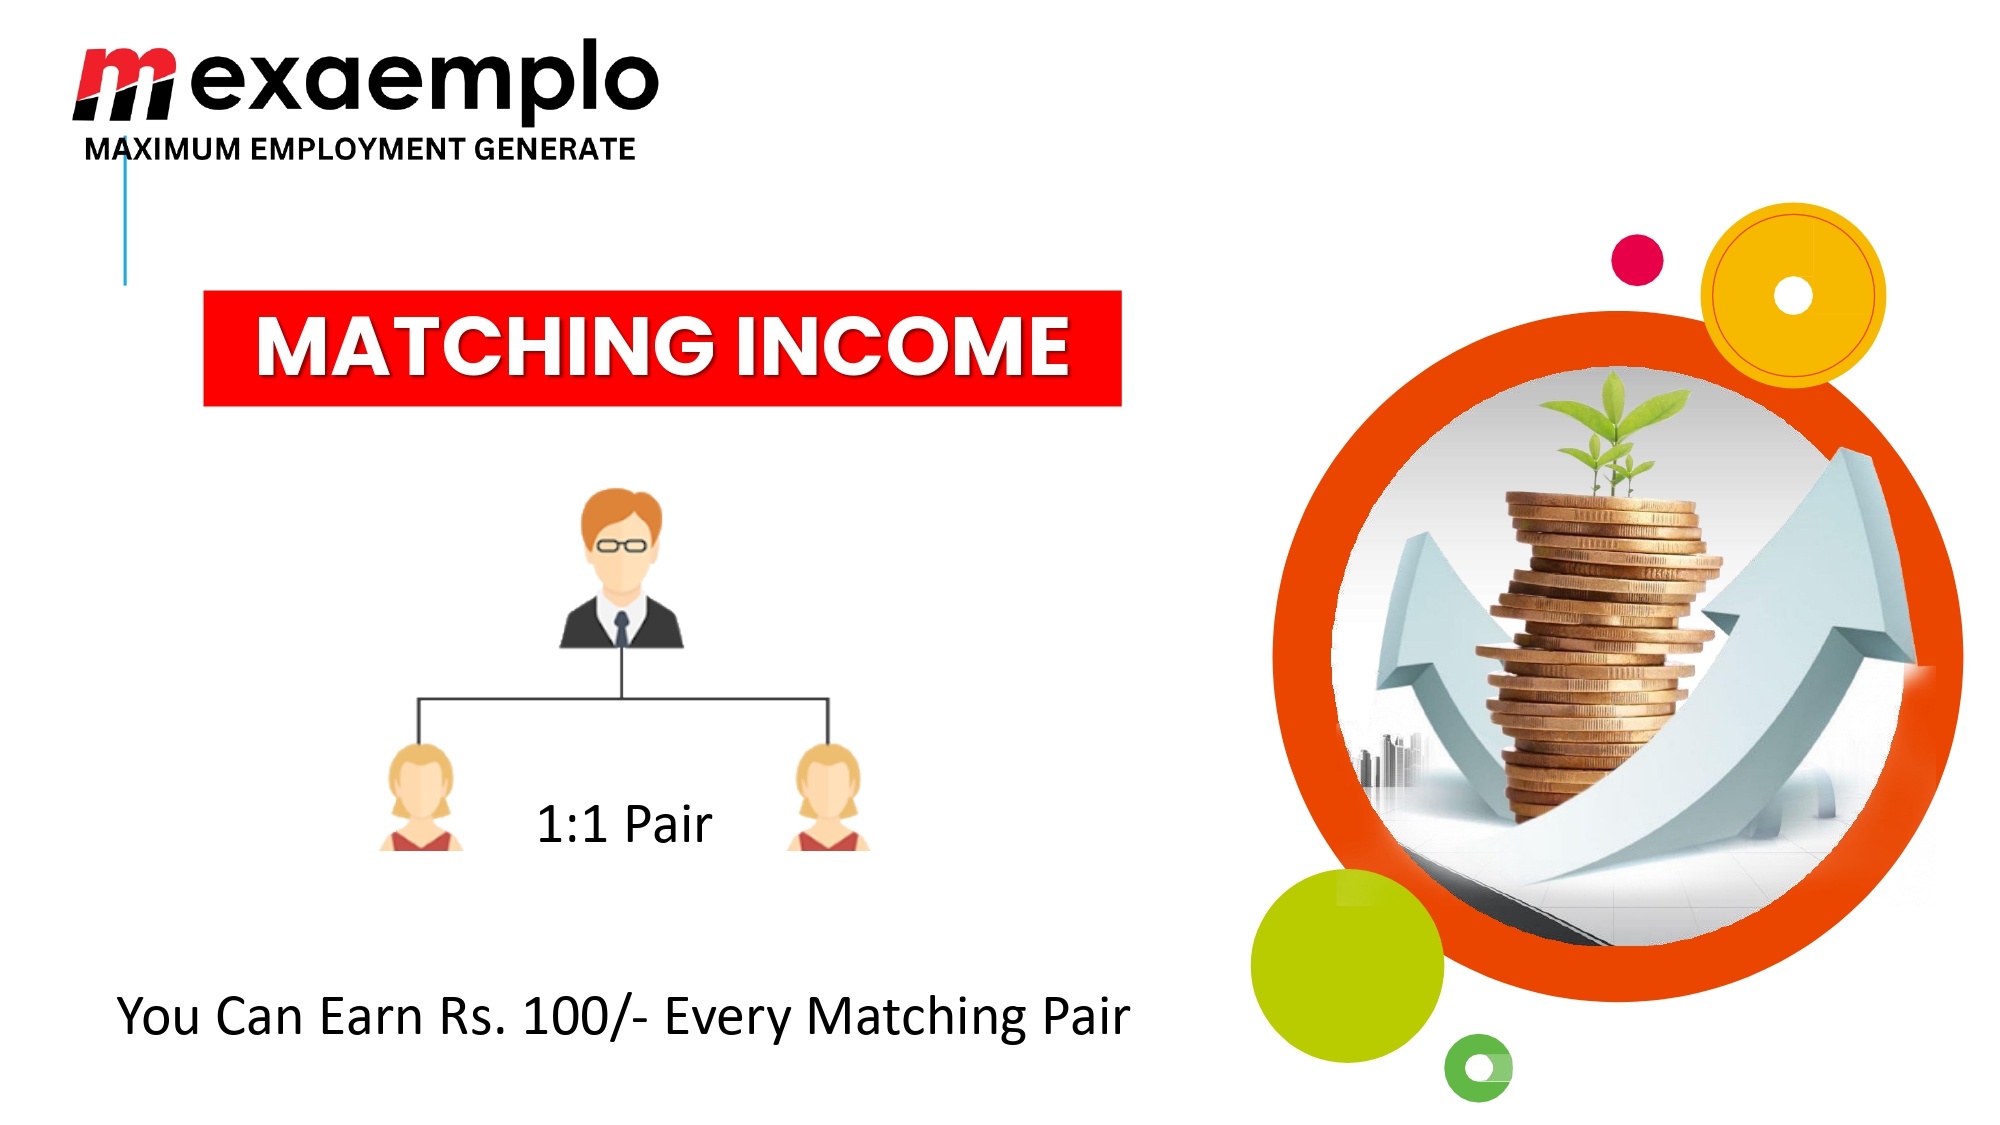 mexaemplo
MAXIMUM EMPLOYMENT GENERATE
MATCHING INCOME
1:1 Pair
You Can Earn Rs. 100/- Every Matching Pair